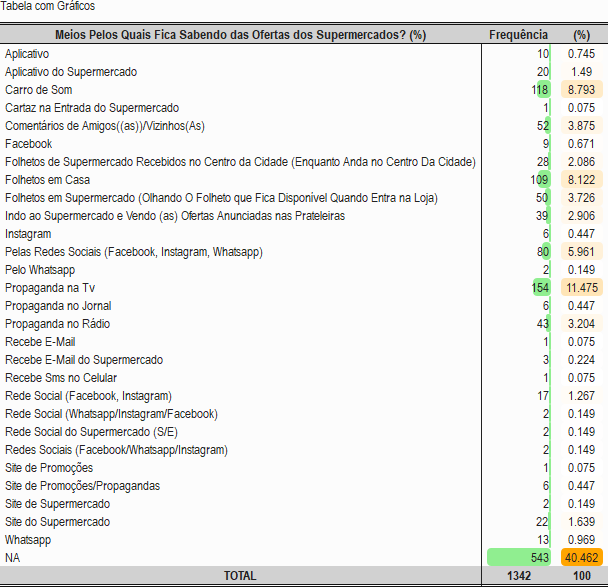 Tabela com Gráficos
Meios Pelos Quais Fica Sabendo das Ofertas dos Supermercados? (%) Frequência (%)
Aplicativo 10 0.745
Aplicativo do Supermercado 20 1.49
Carro de Som 118 8.793
Cartaz na Entrada do Supermercado 1 0.075
Comentários de Amigos((as))/Vizinhos(As) 52 3.875
Facebook 9 0.671
Folhetos de Supermercado Recebidos no Centro da Cidade (Enquanto Anda no Centro Da Cidade) 28 2.086
Folhetos em Casa 109 8.122
Folhetos em Supermercado (Olhando O Folheto que Fica Disponível Quando Entra na Loja) 50 3.726
Indo ao Supermercado e Vendo (as) Ofertas Anunciadas nas Prateleiras 39 2.906
Instagram 6 0.447
Pelas Redes Sociais (Facebook, Instagram, Whatsapp) 80 5.961
Pelo Whatsapp 2 0.149
Propaganda na Tv 154 11.475
Propaganda no Jornal 6 0.447
Propaganda no Rádio 43 3.204
Recebe E-Mail 1 0.075
Recebe E-Mail do Supermercado 3 0.224
Recebe Sms no Celular 1 0.075
Rede Social (Facebook, Instagram) 17 1.267
Rede Social (Whatsapp/Instagram/Facebook) 2 0.149
Rede Social do Supermercado (S/E) 2 0.149
Redes Sociais (Facebook/Whatsapp/Instagram) 2 0.149
Site de Promoções 1 0.075
Site de Promoções/Propagandas 6 0.447
Site de Supermercado 2 0.149
Site do Supermercado 22 1.639
Whatsapp 13 0.969
NA 543 40.462
TOTAL 1342 100